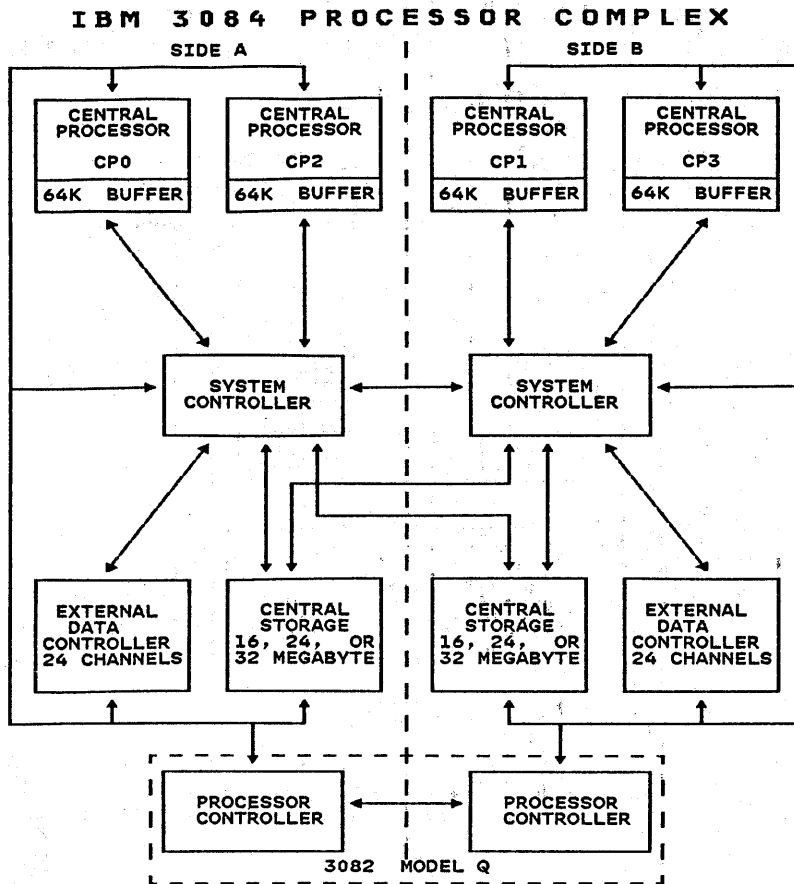 IBM 3084 PROCESSOR COMPLEX
SIDE A
SIDE B
CENTRAL
PROCESSOR
CP0
64K BUFFER
CENTRAL
PROCESSOR
CP2
64K BUFFER
CENTRAL
PROCESSOR
CP1
64K BUFFER
CENTRAL
PROCESSOR
CP3
64K BUFFER
SYSTEM
CONTROLLER
SYSTEM
CONTROLLER
EXTERNAL
DATA
CONTROLLER
24 CHANNELS
CENTRAL
STORAGE
16, 24, OR
32 MEGABYTE
CENTRAL
STORAGE
16, 24, OR
32 MEGABYTE
EXTERNAL
DATA
CONTROLLER
24 CHANNELS
PROCESSOR
CONTROLLER
PROCESSOR
CONTROLLER
3082 MODEL Q